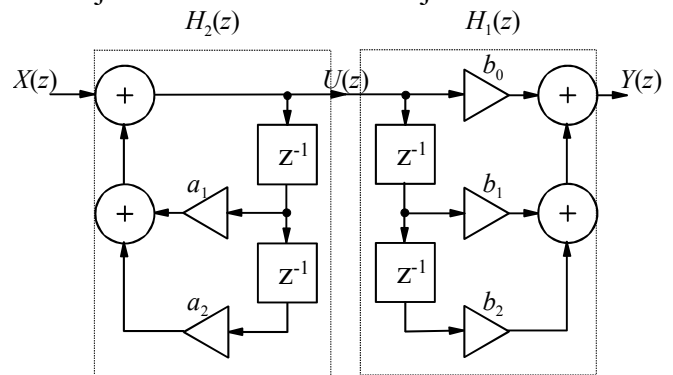 H₂(z) H₁(z)
X(z) + U(z) b₀ + Y(z)
z⁻¹ z⁻¹
+ a₁ b₁ +
z⁻¹ z⁻¹
a₂ b₂